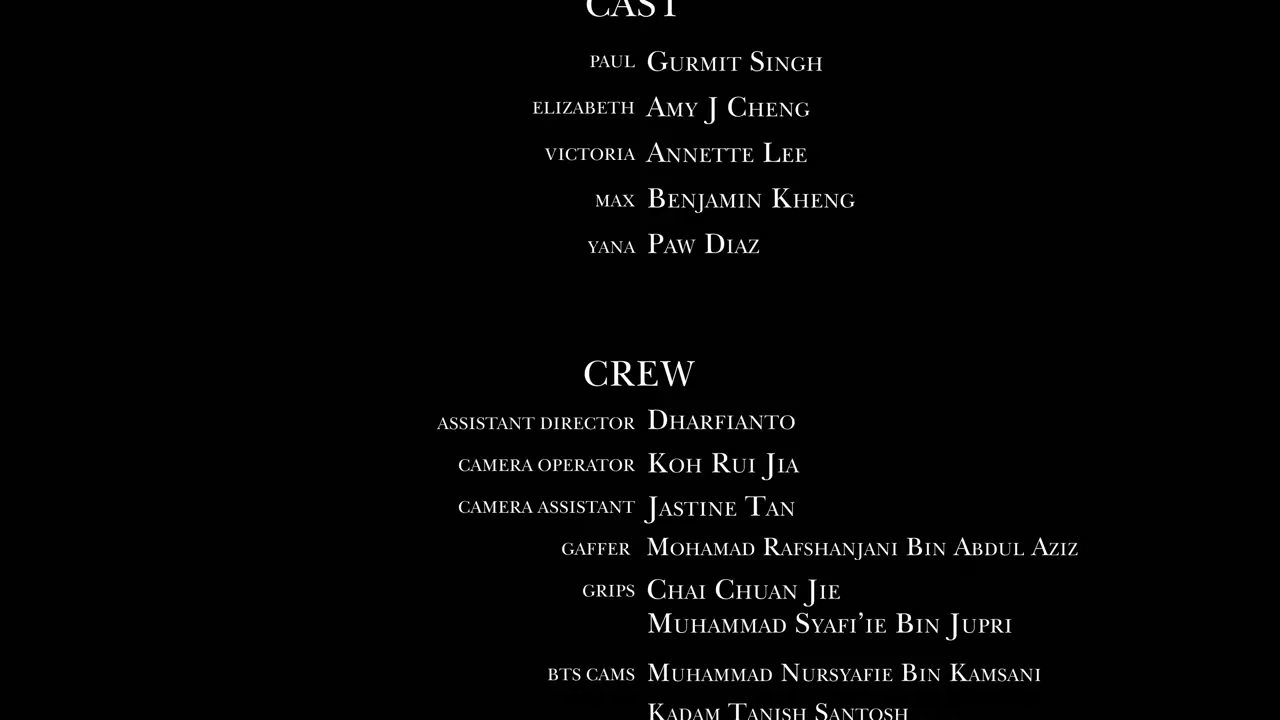 CAST
PAUL GURMIT SINGH
ELIZABETH AMY J CHENG
VICTORIA ANNETTE LEE
MAX BENJAMIN KHENG
YANA PAW DIAZ
CREW
ASSISTANT DIRECTOR DHARFIANTO
CAMERA OPERATOR KOH RUI JIA
CAMERA ASSISTANT JASTINE TAN
GAFFER MOHAMAD RAFSHANJANI BIN ABDUL AZIZ
GRIPS CHAI CHUAN JIE
MUHAMMAD SYAFI’IE BIN JUPRI
BTS CAMS MUHAMMAD NURSYAFIE BIN KAMSANI
KADAM TANISH SANTOSH